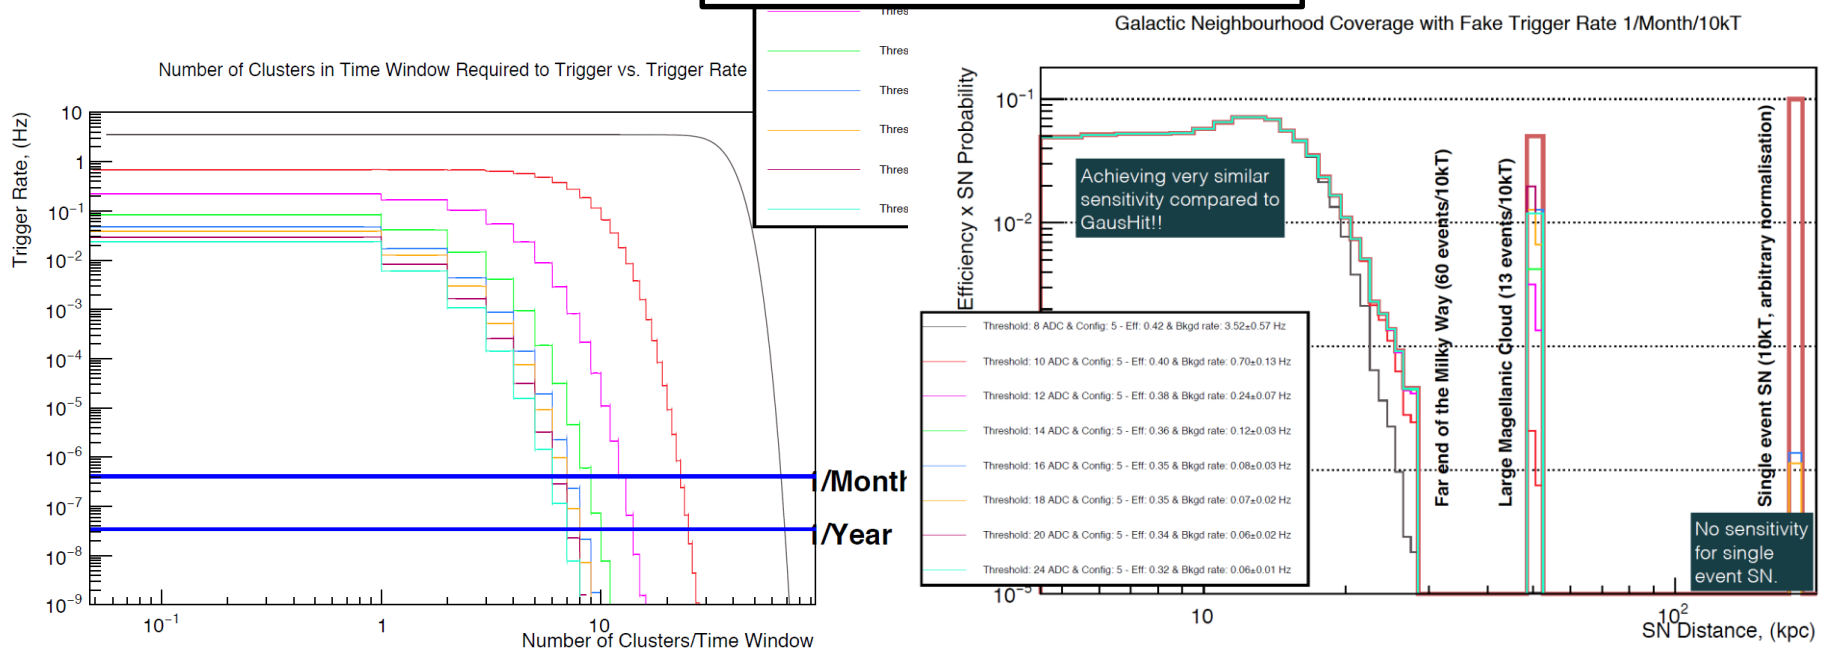 Number of Clusters in Time Window Required to Trigger vs. Trigger Rate
Trigger Rate, (Hz)
10
1
10⁻¹
10⁻²
10⁻³
10⁻⁴
10⁻⁵
10⁻⁶
10⁻⁷
10⁻⁸
10⁻⁹
10⁻¹
1
10
Number of Clusters/Time Window
/Month
/Year
Thres
Thres
Thres
Thres
Thres
Galactic Neighbourhood Coverage with Fake Trigger Rate 1/Month/10kT
Efficiency x SN Probability
10⁻¹
10⁻²
Achieving very similar
sensitivity compared to
GausHit!!
Threshold: 8 ADC & Config: 5 - Eff: 0.42 & Bkgd rate: 3.52±0.57 Hz
Threshold: 10 ADC & Config: 5 - Eff: 0.40 & Bkgd rate: 0.70±0.13 Hz
Threshold: 12 ADC & Config: 5 - Eff: 0.38 & Bkgd rate: 0.24±0.07 Hz
Threshold: 14 ADC & Config: 5 - Eff: 0.36 & Bkgd rate: 0.12±0.03 Hz
Threshold: 16 ADC & Config: 5 - Eff: 0.35 & Bkgd rate: 0.08±0.03 Hz
Threshold: 18 ADC & Config: 5 - Eff: 0.35 & Bkgd rate: 0.07±0.02 Hz
Threshold: 20 ADC & Config: 5 - Eff: 0.34 & Bkgd rate: 0.06±0.02 Hz
Threshold: 24 ADC & Config: 5 - Eff: 0.32 & Bkgd rate: 0.06±0.01 Hz
Far end of the Milky Way (60 events/10kT)
Large Magellanic Cloud (13 events/10kT)
Single event SN (10kT, arbitrary normalisation)
No sensitivity
for single
event SN.
10
10²
SN Distance, (kpc)